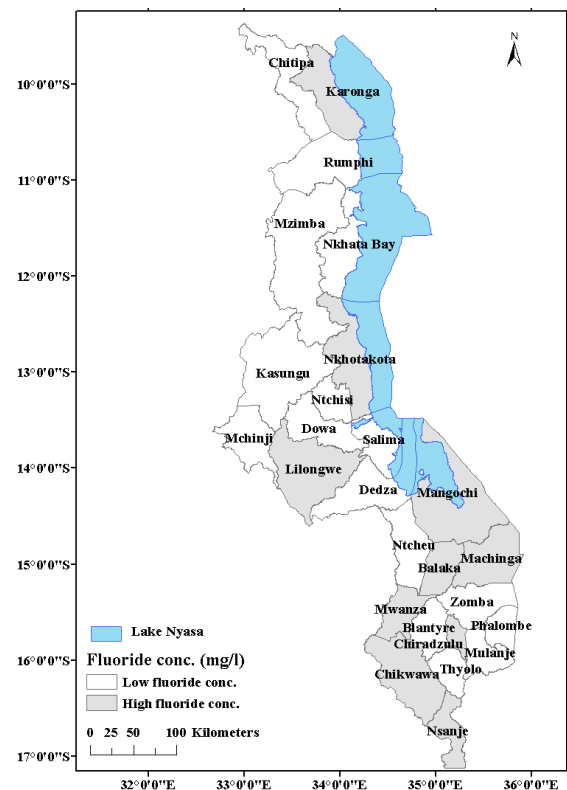 N
Chitipa
10°0'0"S
Karonga
Rumphi
11°0'0"S
Mzimba
Nkhata Bay
12°0'0"S
Nkhotakota
13°0'0"S
Kasungu
Ntchisi
Dowa
Mchinji
Salima
14°0'0"S
Lilongwe
Dedza
Mangochi
Ntcheu
15°0'0"S
Machinga
Balaka
Mwanza
Zomba
Lake Nyasa
Blantyre
Phalombe
Chiradzulu
Mulanje
Fluoride conc. (mg/l)
16°0'0"S
Low fluoride conc.
Chikwawa
Thyolo
High fluoride conc.
Nsanje
0 25 50 100 Kilometers
17°0'0"S
32°0'0"E 33°0'0"E 34°0'0"E 35°0'0"E 36°0'0"E